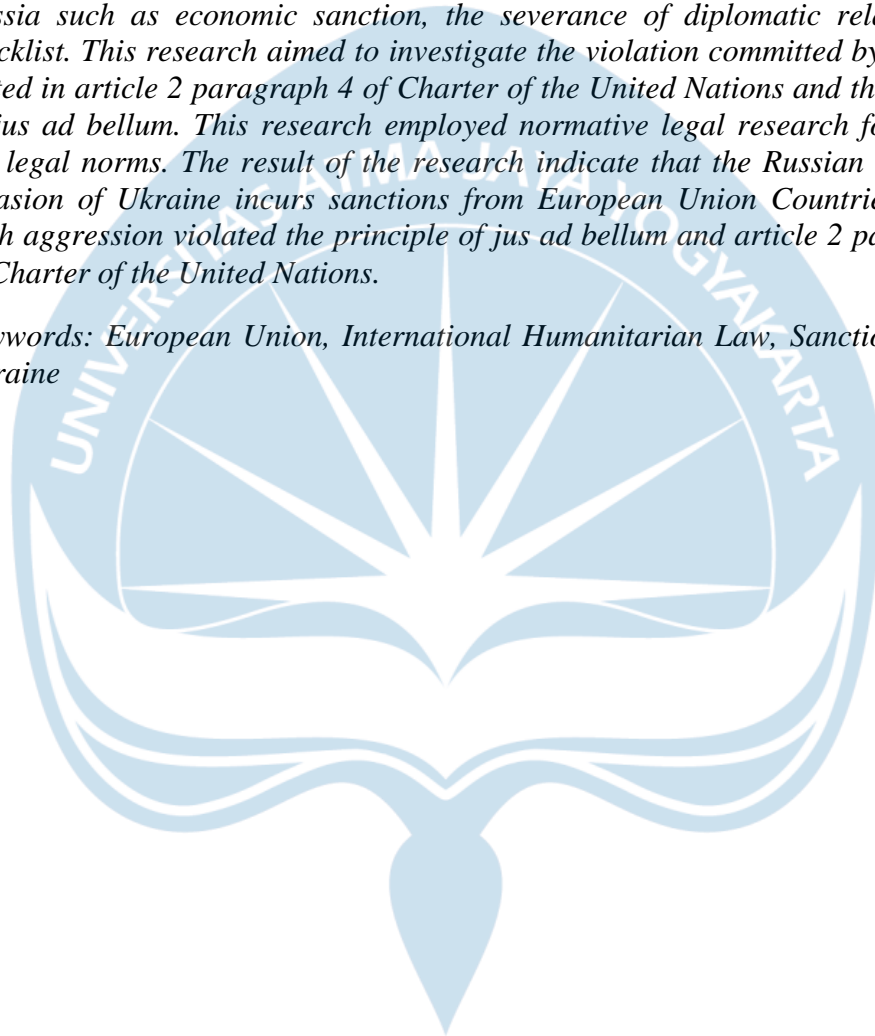 ssia such as economic sanction, the severance of diplomatic rela
cklist. This research aimed to investigate the violation committed by
ted in article 2 paragraph 4 of Charter of the United Nations and th
jus ad bellum. This research employed normative legal research fo
legal norms. The result of the research indicate that the Russian
asion of Ukraine incurs sanctions from European Union Countrie
h aggression violated the principle of jus ad bellum and article 2 pa
Charter of the United Nations.
ywords: European Union, International Humanitarian Law, Sanctio
raine
UNIVERSITAS ATMA JAYA YOGYAKARTA